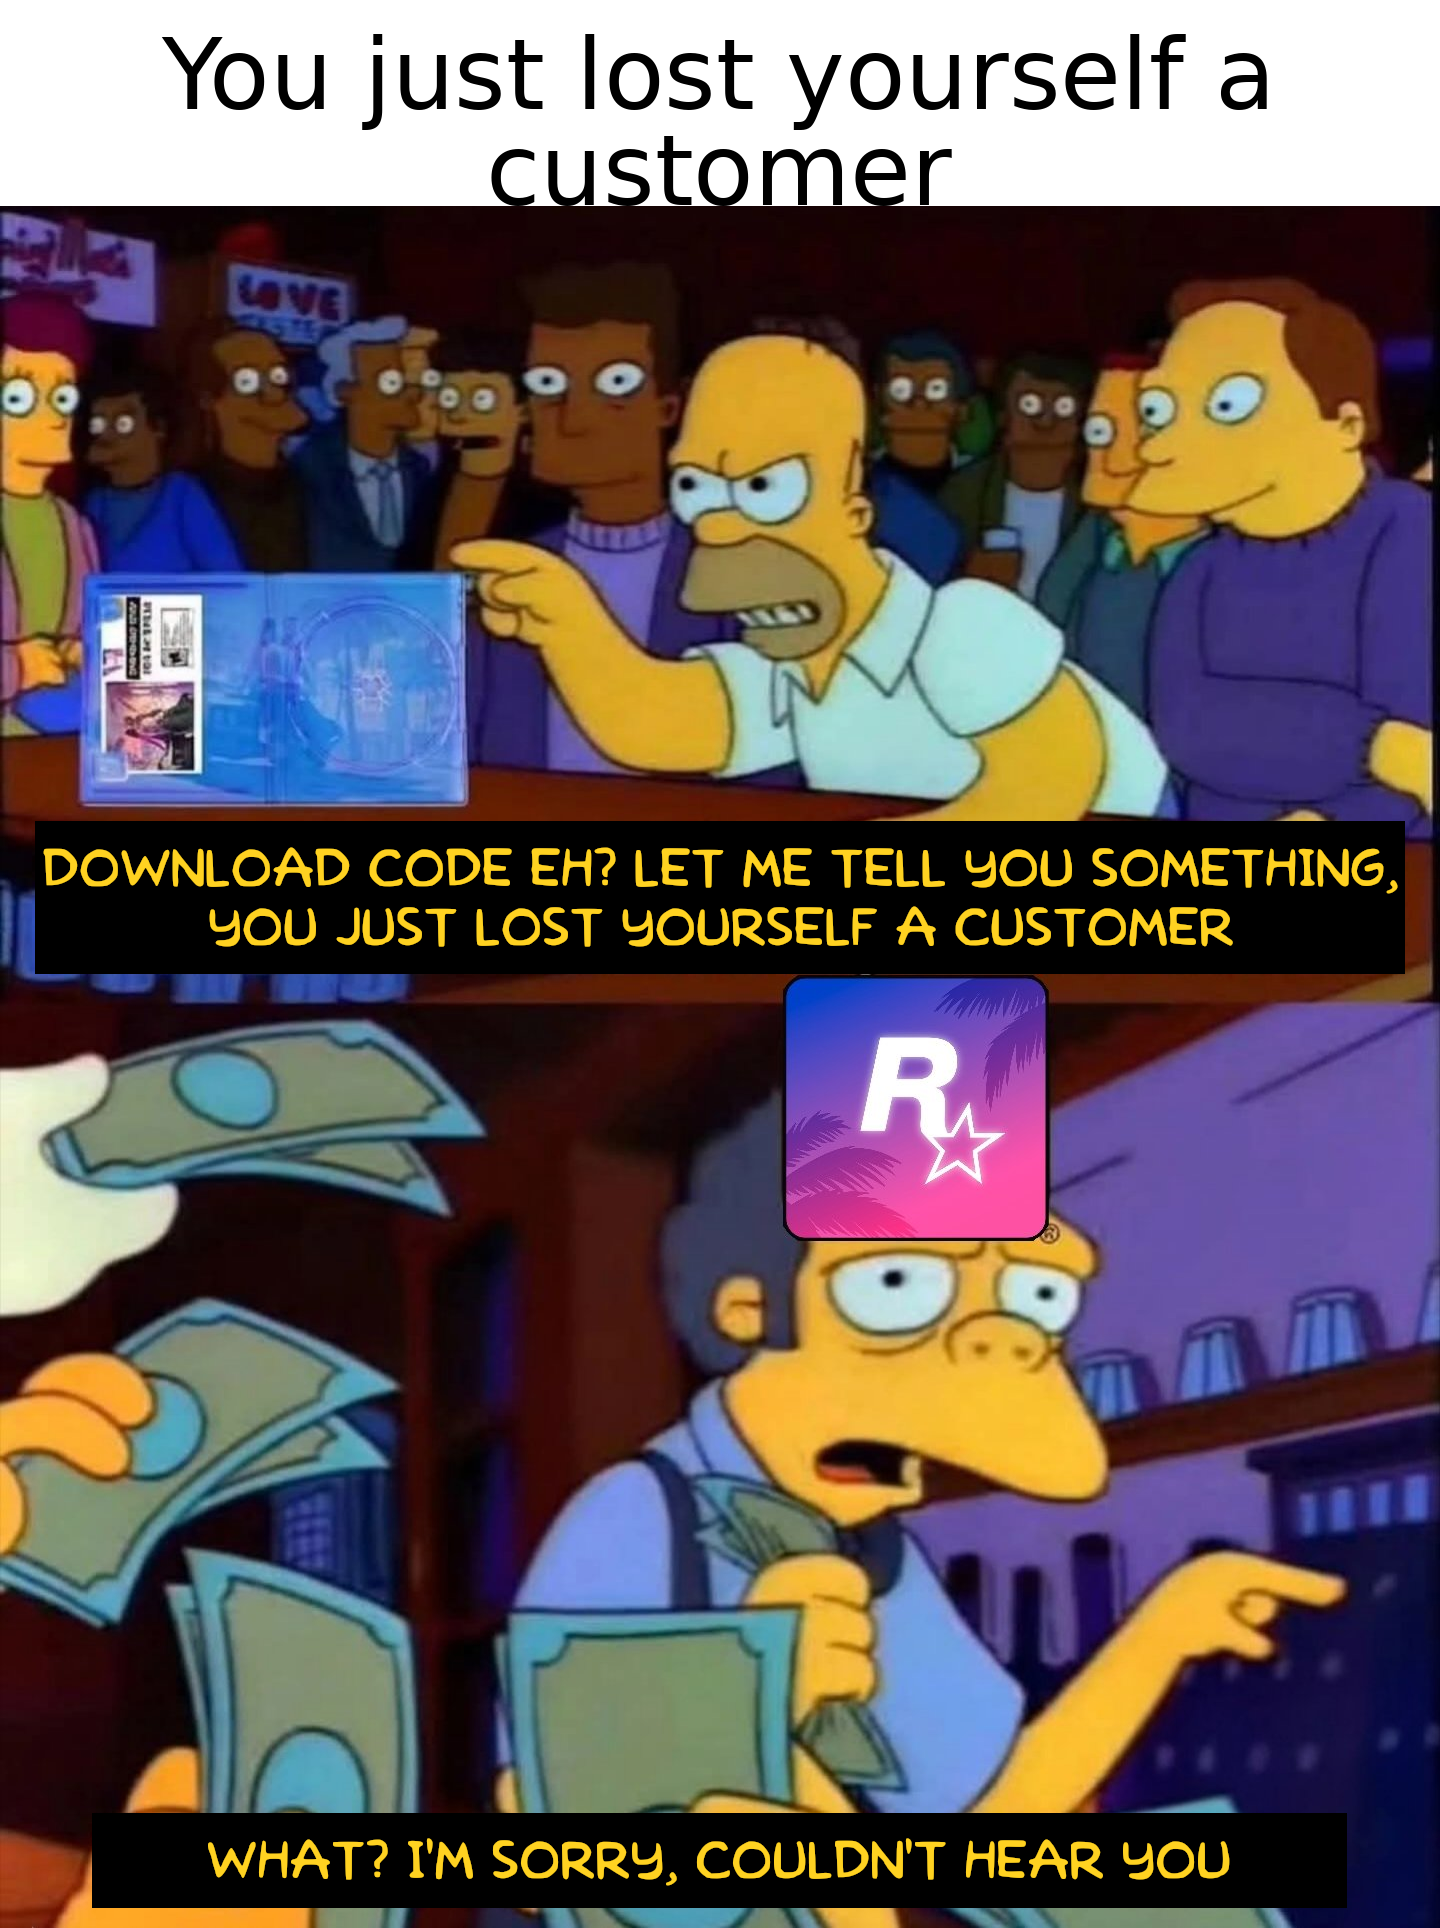 You just lost yourself a
customer
LOVE
DOWNLOAD CODE EH? LET ME TELL YOU SOMETHING,
YOU JUST LOST YOURSELF A CUSTOMER
R
®
WHAT? I'M SORRY, COULDN'T HEAR YOU